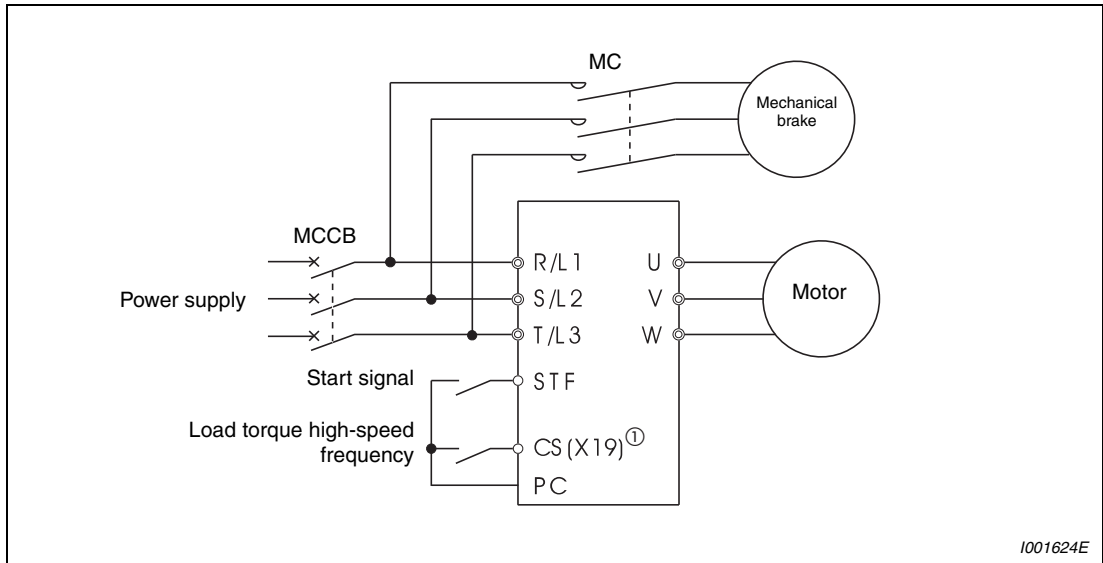 MC
Mechanical
brake
MCCB
Power supply
R/L1
S/L2
T/L3
U
V
W
Motor
Start signal
STF
Load torque high-speed
frequency
CS(X19)①
PC
I001624E